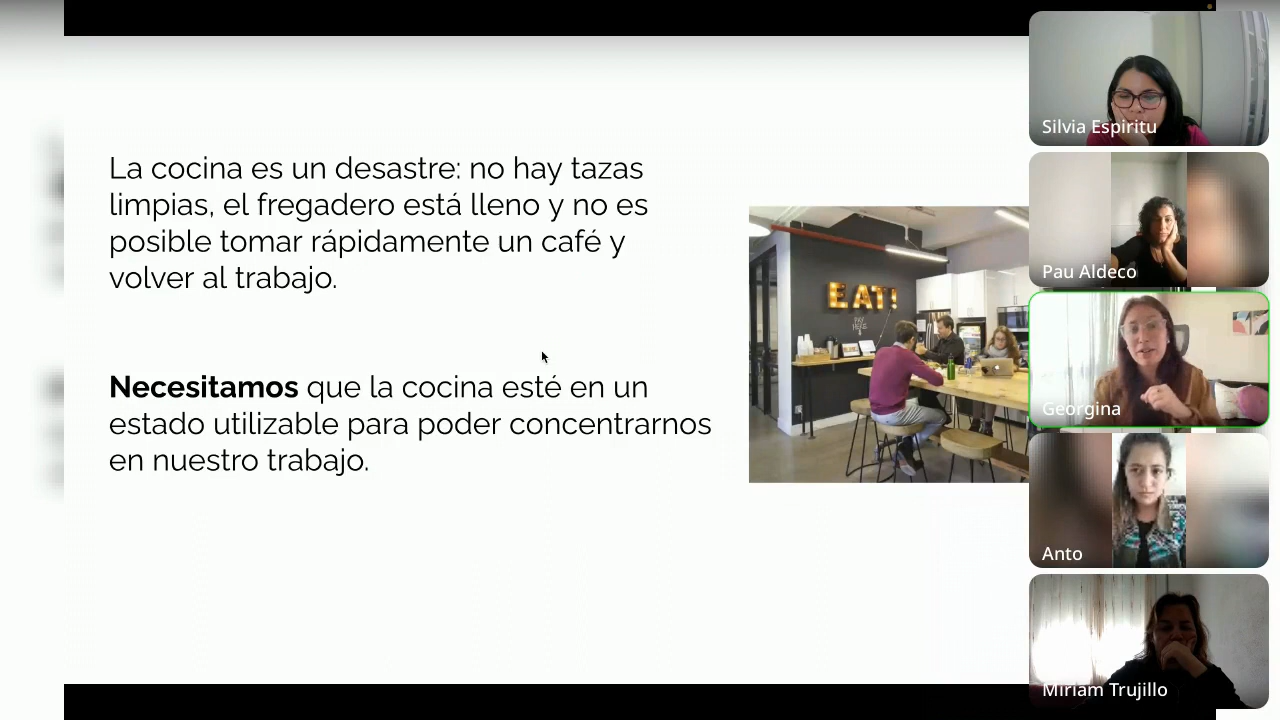 La cocina es un desastre: no hay tazas
limpias, el fregadero está lleno y no es
posible tomar rápidamente un café y
volver al trabajo.
Necesitamos que la cocina esté en un
estado utilizable para poder concentrarnos
en nuestro trabajo.
EAT!
PAY
HERE
Silvia Espiritu
Pau Aldeco
Georgina
Anto
Miriam Trujillo